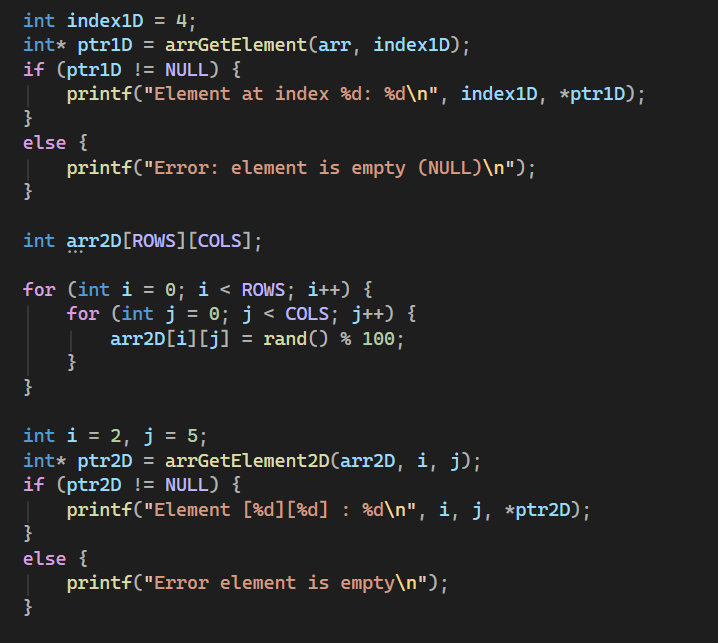 int index1D = 4;
int* ptr1D = arrGetElement(arr, index1D);
if (ptr1D != NULL) {
    printf("Element at index %d: %d\n", index1D, *ptr1D);
}
else {
    printf("Error: element is empty (NULL)\n");
}

int arr2D[ROWS][COLS];

for (int i = 0; i < ROWS; i++) {
    for (int j = 0; j < COLS; j++) {
        arr2D[i][j] = rand() % 100;
    }
}

int i = 2, j = 5;
int* ptr2D = arrGetElement2D(arr2D, i, j);
if (ptr2D != NULL) {
    printf("Element [%d][%d] : %d\n", i, j, *ptr2D);
}
else {
    printf("Error element is empty\n");
}